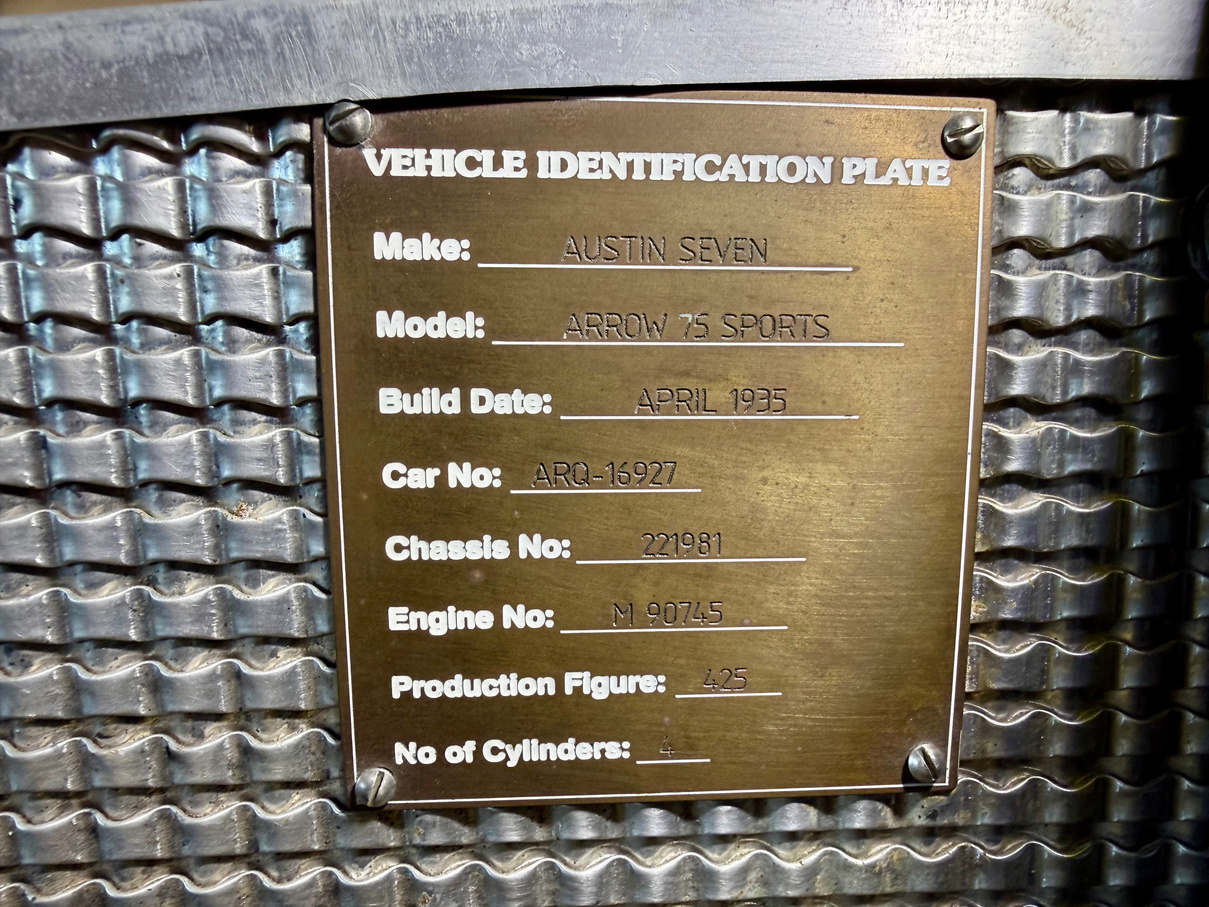 VEHICLE IDENTIFICATION PLATE
Make: AUSTIN SEVEN
Model: ARROW 75 SPORTS
Build Date: APRIL 1935
Car No: ARQ-16927
Chassis No: 221981
Engine No: M 90745
Production Figure: 425
No of Cylinders: 4